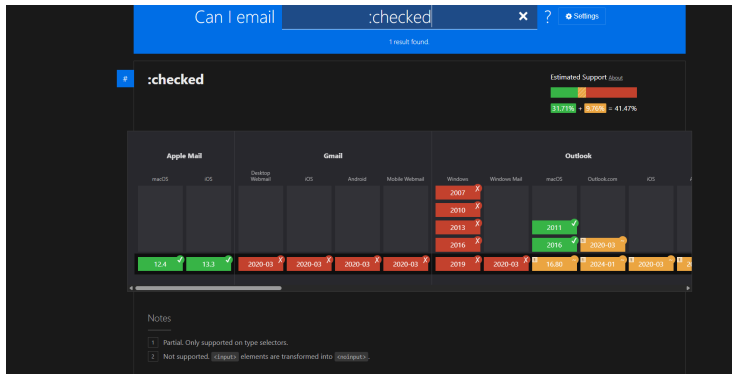 Can I email :checked × ? Settings
1 result found.
# :checked
Estimated Support About
31.71% + 9.76% = 41.47%
Apple Mail Gmail Outlook
macOS iOS Desktop Webmail iOS Android Mobile Webmail Windows Windows Mail macOS Outlook.com iOS
2007
2010
2013 2011
2016 2016 2020-03
12.4 13.3 2020-03 2020-03 2020-03 2020-03 2019 2020-03 16.80 2024-01 2020-03
Notes
1 Partial. Only supported on type selectors.
2 Not supported. <input> elements are transformed into <noinput>.